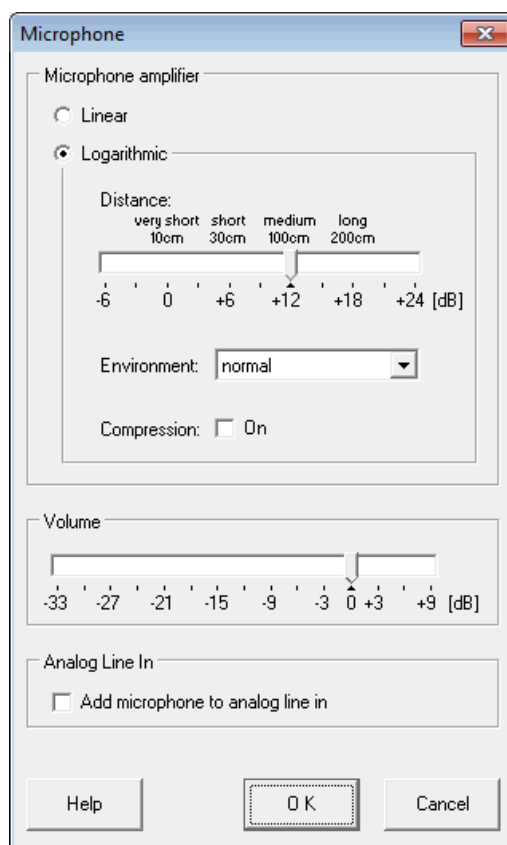 Microphone
Microphone amplifier
Linear
Logarithmic
Distance:
very short short medium long
10cm 30cm 100cm 200cm
-6 0 +6 +12 +18 +24 [dB]
Environment: normal
Compression: On
Volume
-33 -27 -21 -15 -9 -3 0 +3 +9 [dB]
Analog Line In
Add microphone to analog line in
Help OK Cancel